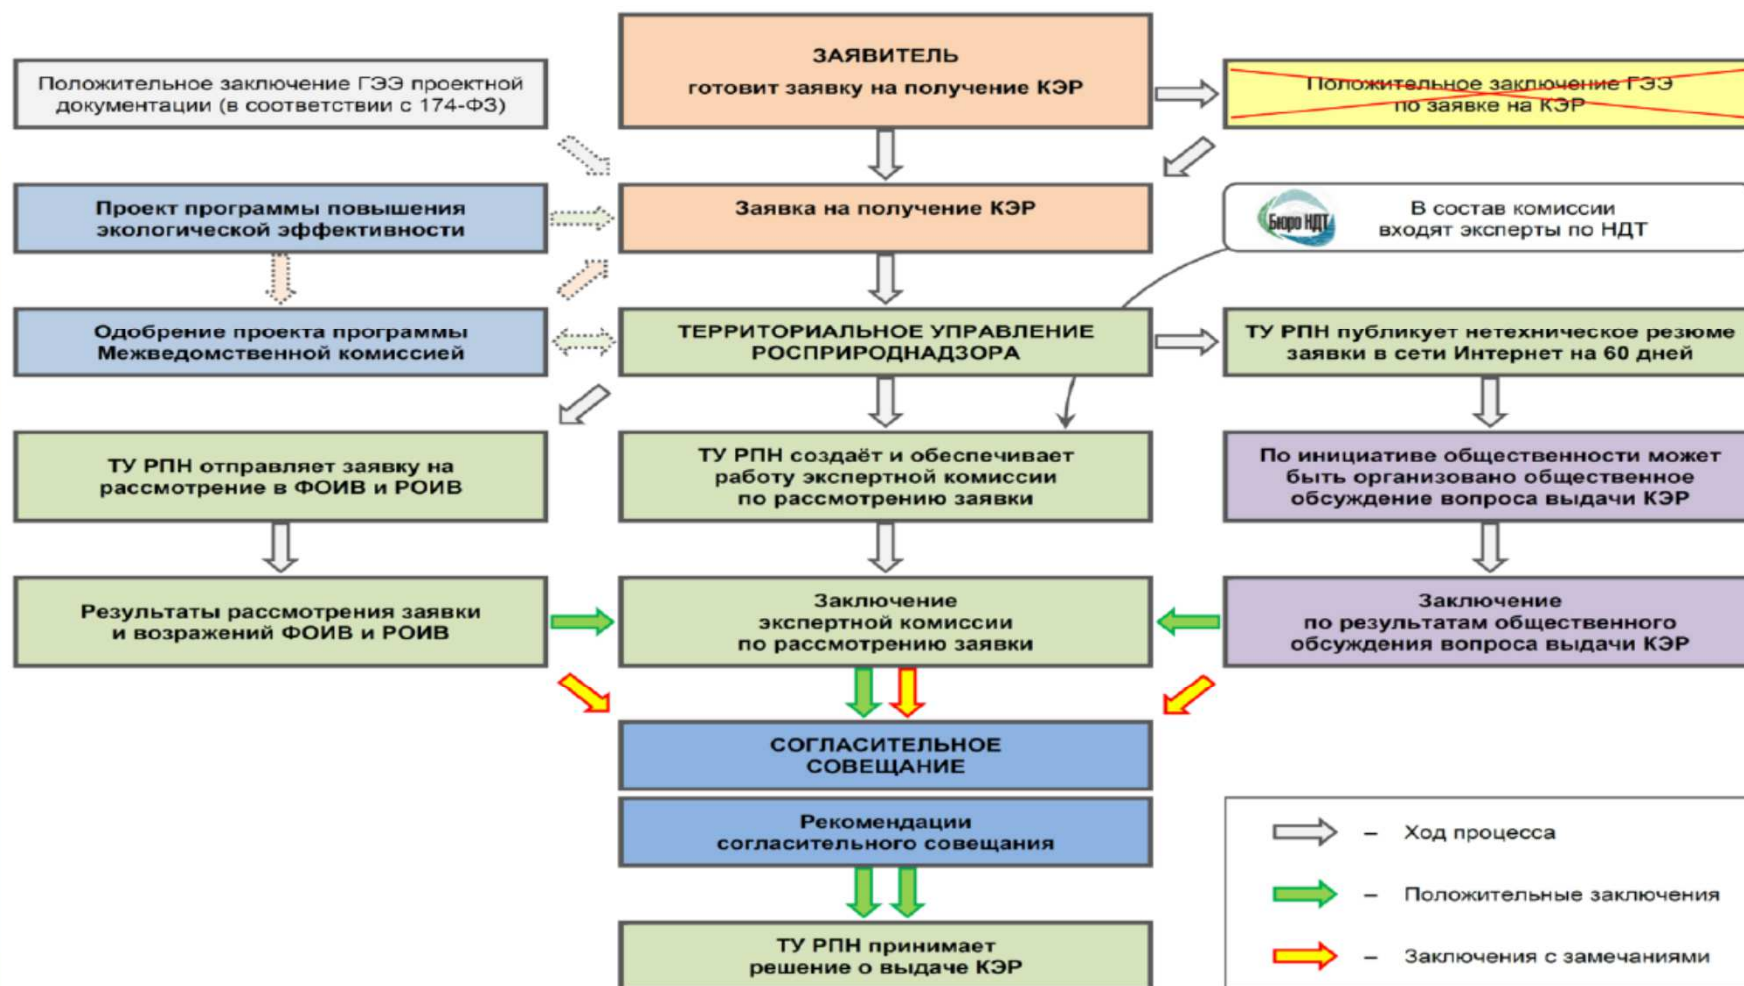 ЗАЯВИТЕЛЬ
готовит заявку на получение КЭР
Положительное заключение ГЭЭ проектной
документации (в соответствии с 174-ФЗ)
Положительное заключение ГЭЭ
по заявке на КЭР
Проект программы повышения
экологической эффективности
Заявка на получение КЭР
Бюро НДТ
В состав комиссии
входят эксперты по НДТ
Одобрение проекта программы
Межведомственной комиссией
ТЕРРИТОРИАЛЬНОЕ УПРАВЛЕНИЕ
РОСПРИРОДНАДЗОРА
ТУ РПН публикует нетехническое резюме
заявки в сети Интернет на 60 дней
ТУ РПН отправляет заявку на
рассмотрение в ФОИВ и РОИВ
ТУ РПН создаёт и обеспечивает
работу экспертной комиссии
по рассмотрению заявки
По инициативе общественности может
быть организовано общественное
обсуждение вопроса выдачи КЭР
Результаты рассмотрения заявки
и возражений ФОИВ и РОИВ
Заключение
экспертной комиссии
по рассмотрению заявки
Заключение
по результатам общественного
обсуждения вопроса выдачи КЭР
СОГЛАСИТЕЛЬНОЕ
СОВЕЩАНИЕ
Рекомендации
согласительного совещания
ТУ РПН принимает
решение о выдаче КЭР
– Ход процесса
– Положительные заключения
– Заключения с замечаниями